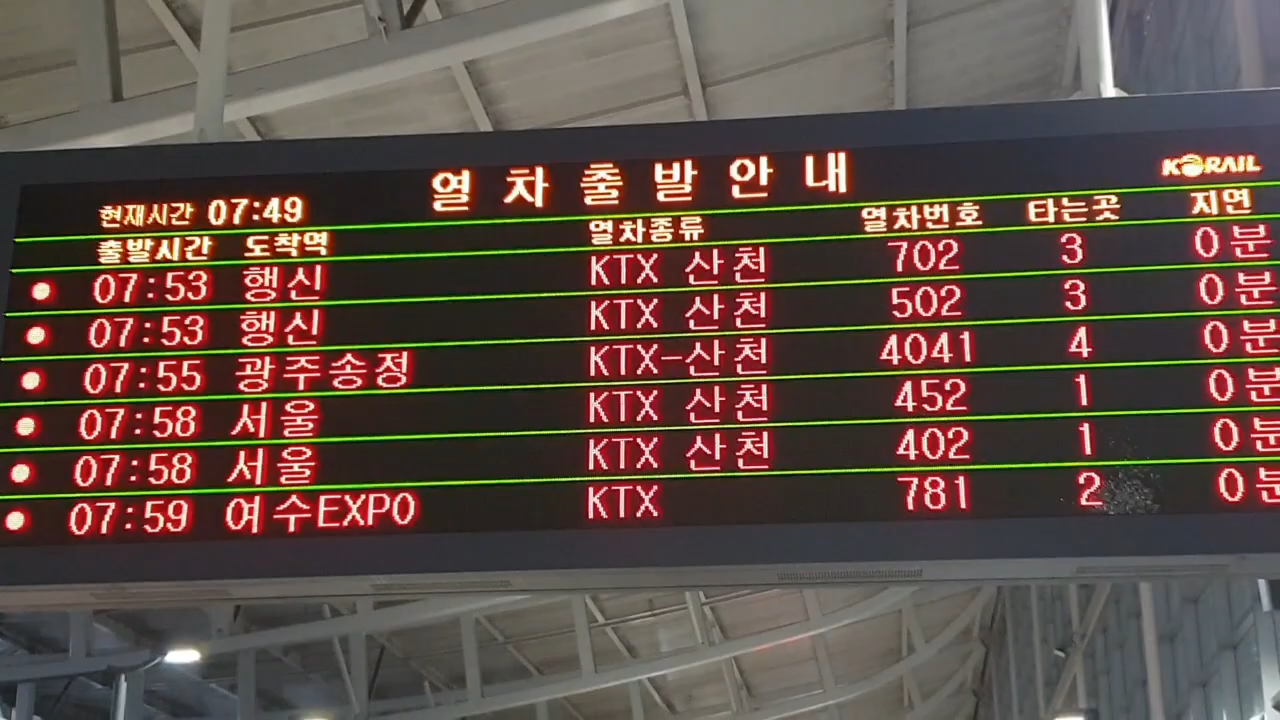 열차출발안내
KORAIL
현재시간 07:49
출발시간 도착역 열차종류 열차번호 타는곳 지연
07:53 행신 KTX 산천 702 3 0분
07:53 행신 KTX 산천 502 3 0분
07:55 광주송정 KTX-산천 4041 4 0분
07:58 서울 KTX 산천 452 1 0분
07:58 서울 KTX 산천 402 1 0분
07:59 여수EXPO KTX 781 2 0분